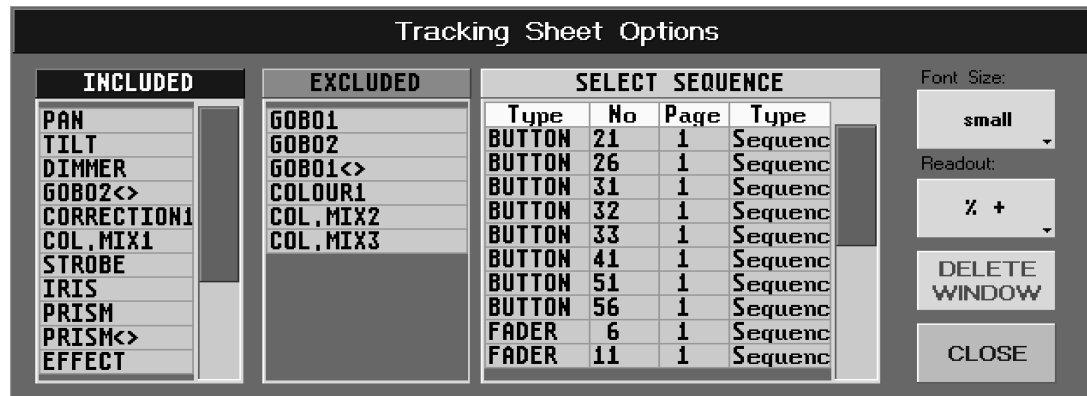 Tracking Sheet Options
INCLUDED
PAN
TILT
DIMMER
GOBO2<>
CORRECTION1
COL,MIX1
STROBE
IRIS
PRISM
PRISM<>
EFFECT
EXCLUDED
GOBO1
GOBO2
GOBO1<>
COLOUR1
COL,MIX2
COL,MIX3
SELECT SEQUENCE
Type No Page Type
BUTTON 21 1 Sequenc
BUTTON 26 1 Sequenc
BUTTON 31 1 Sequenc
BUTTON 32 1 Sequenc
BUTTON 33 1 Sequenc
BUTTON 41 1 Sequenc
BUTTON 51 1 Sequenc
BUTTON 56 1 Sequenc
FADER 6 1 Sequenc
FADER 11 1 Sequenc
Font Size:
small
Readout:
% +
DELETE
WINDOW
CLOSE